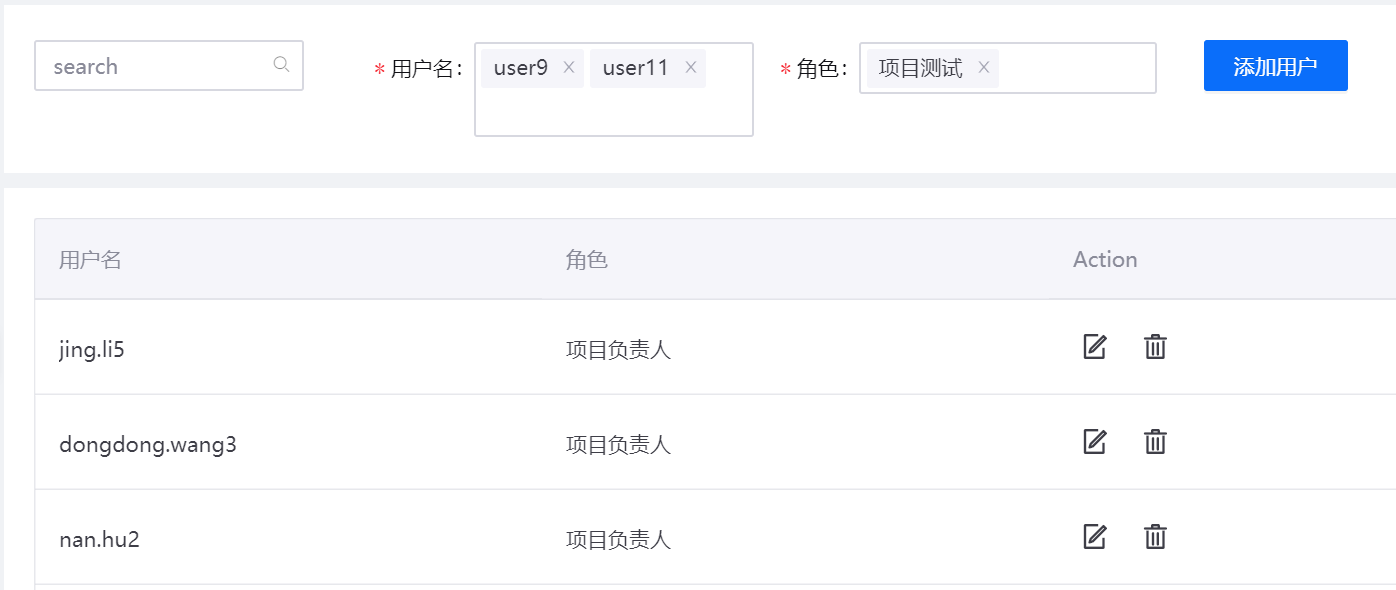 search
* 用户名： user9 × user11 ×
* 角色： 项目测试 ×
添加用户
用户名 角色 Action
jing.li5 项目负责人
dongdong.wang3 项目负责人
nan.hu2 项目负责人